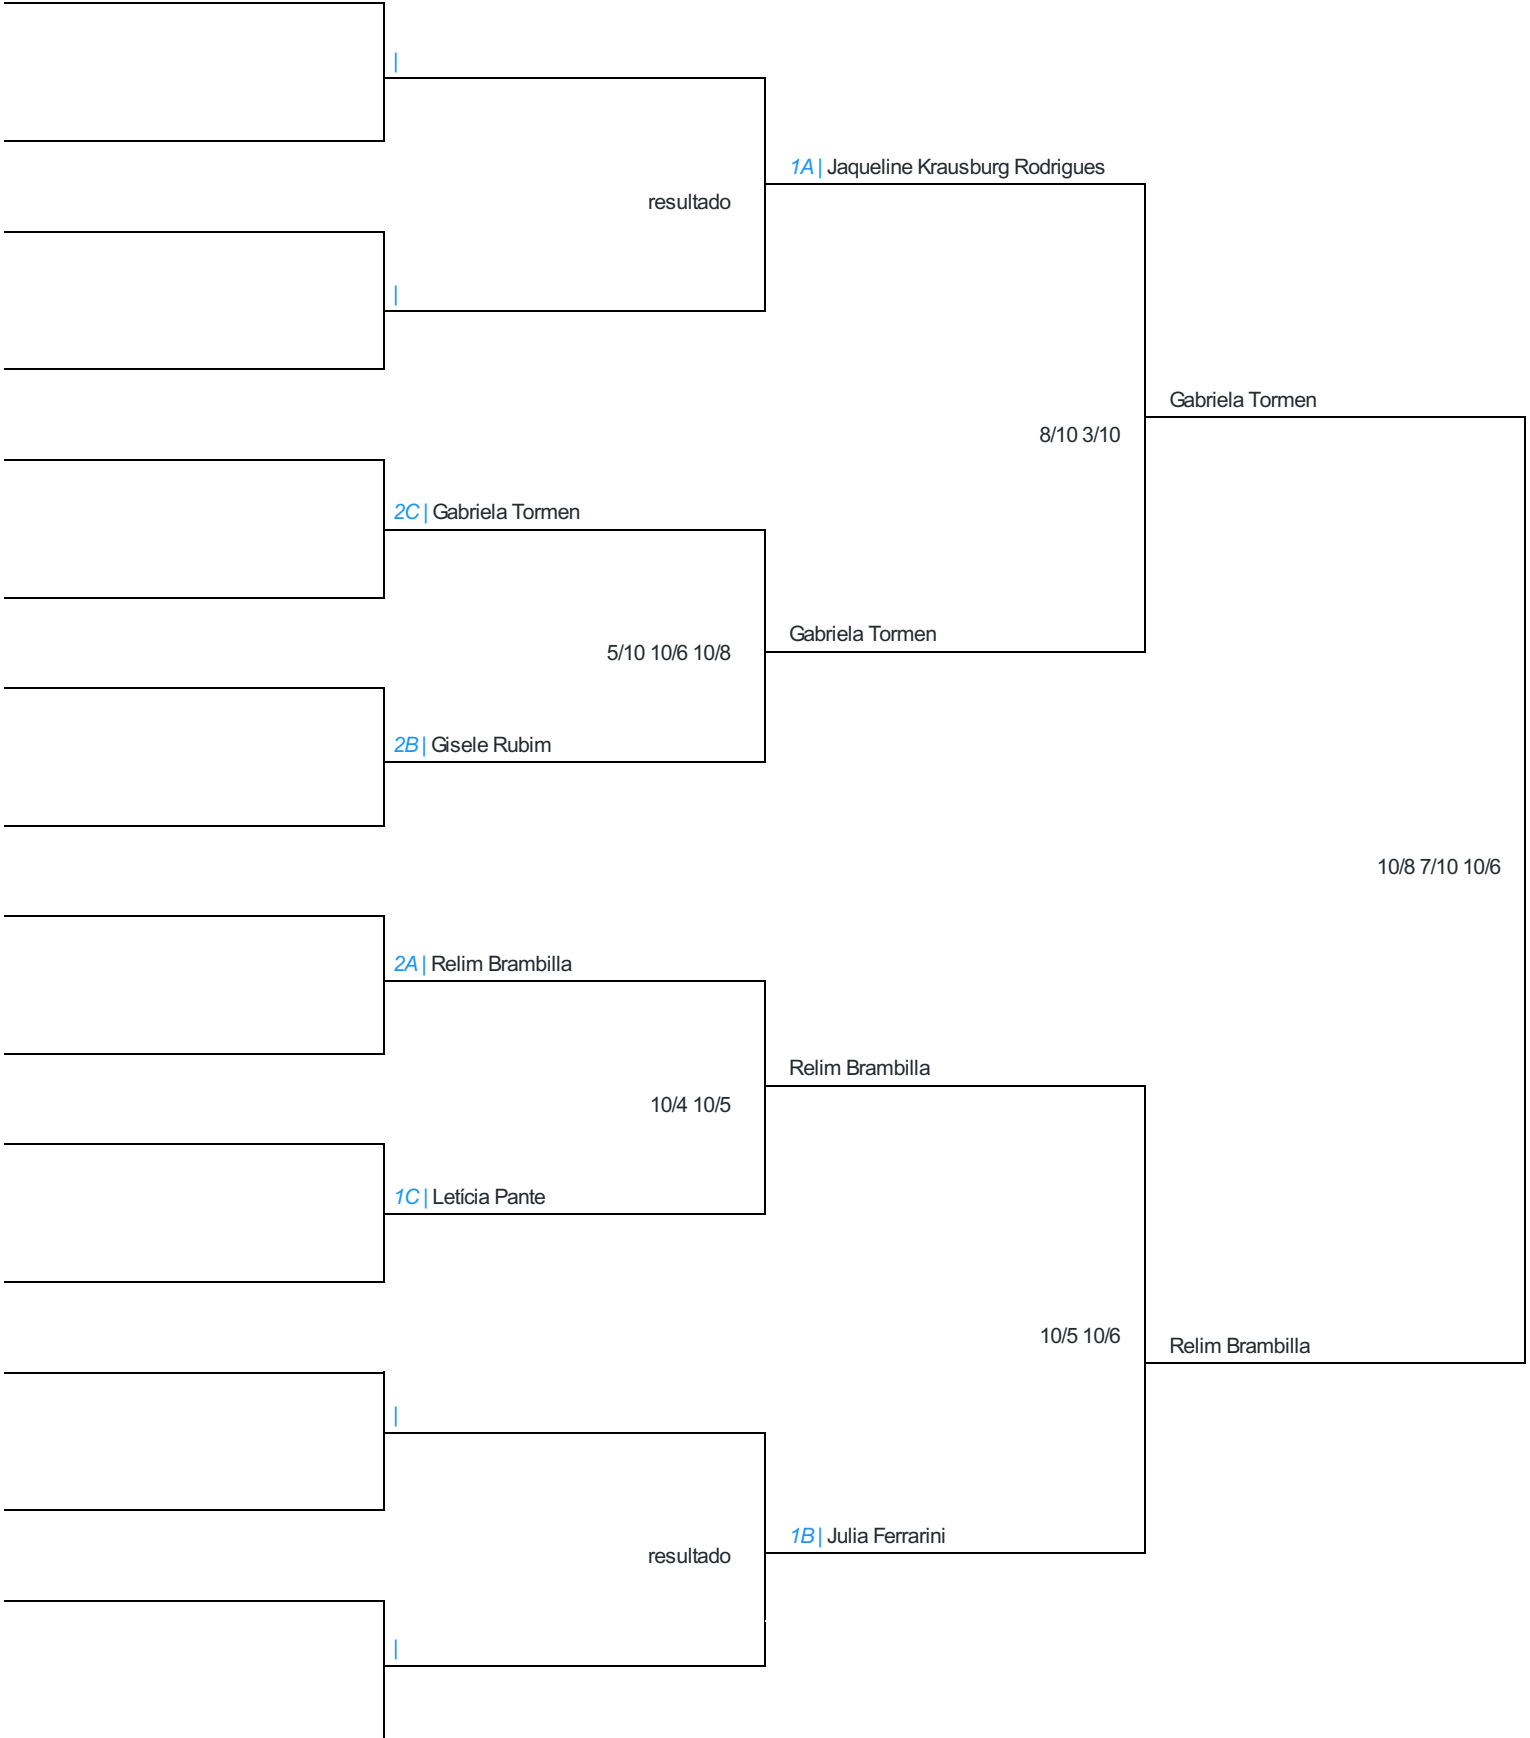 |
1A | Jaqueline Krausburg Rodrigues
resultado
|
Gabriela Tormen
8/10 3/10
2C | Gabriela Tormen
Gabriela Tormen
5/10 10/6 10/8
2B | Gisele Rubim
10/8 7/10 10/6
2A | Relim Brambilla
Relim Brambilla
10/4 10/5
1C | Letícia Pante
10/5 10/6
Relim Brambilla
|
1B | Julia Ferrarini
resultado
|